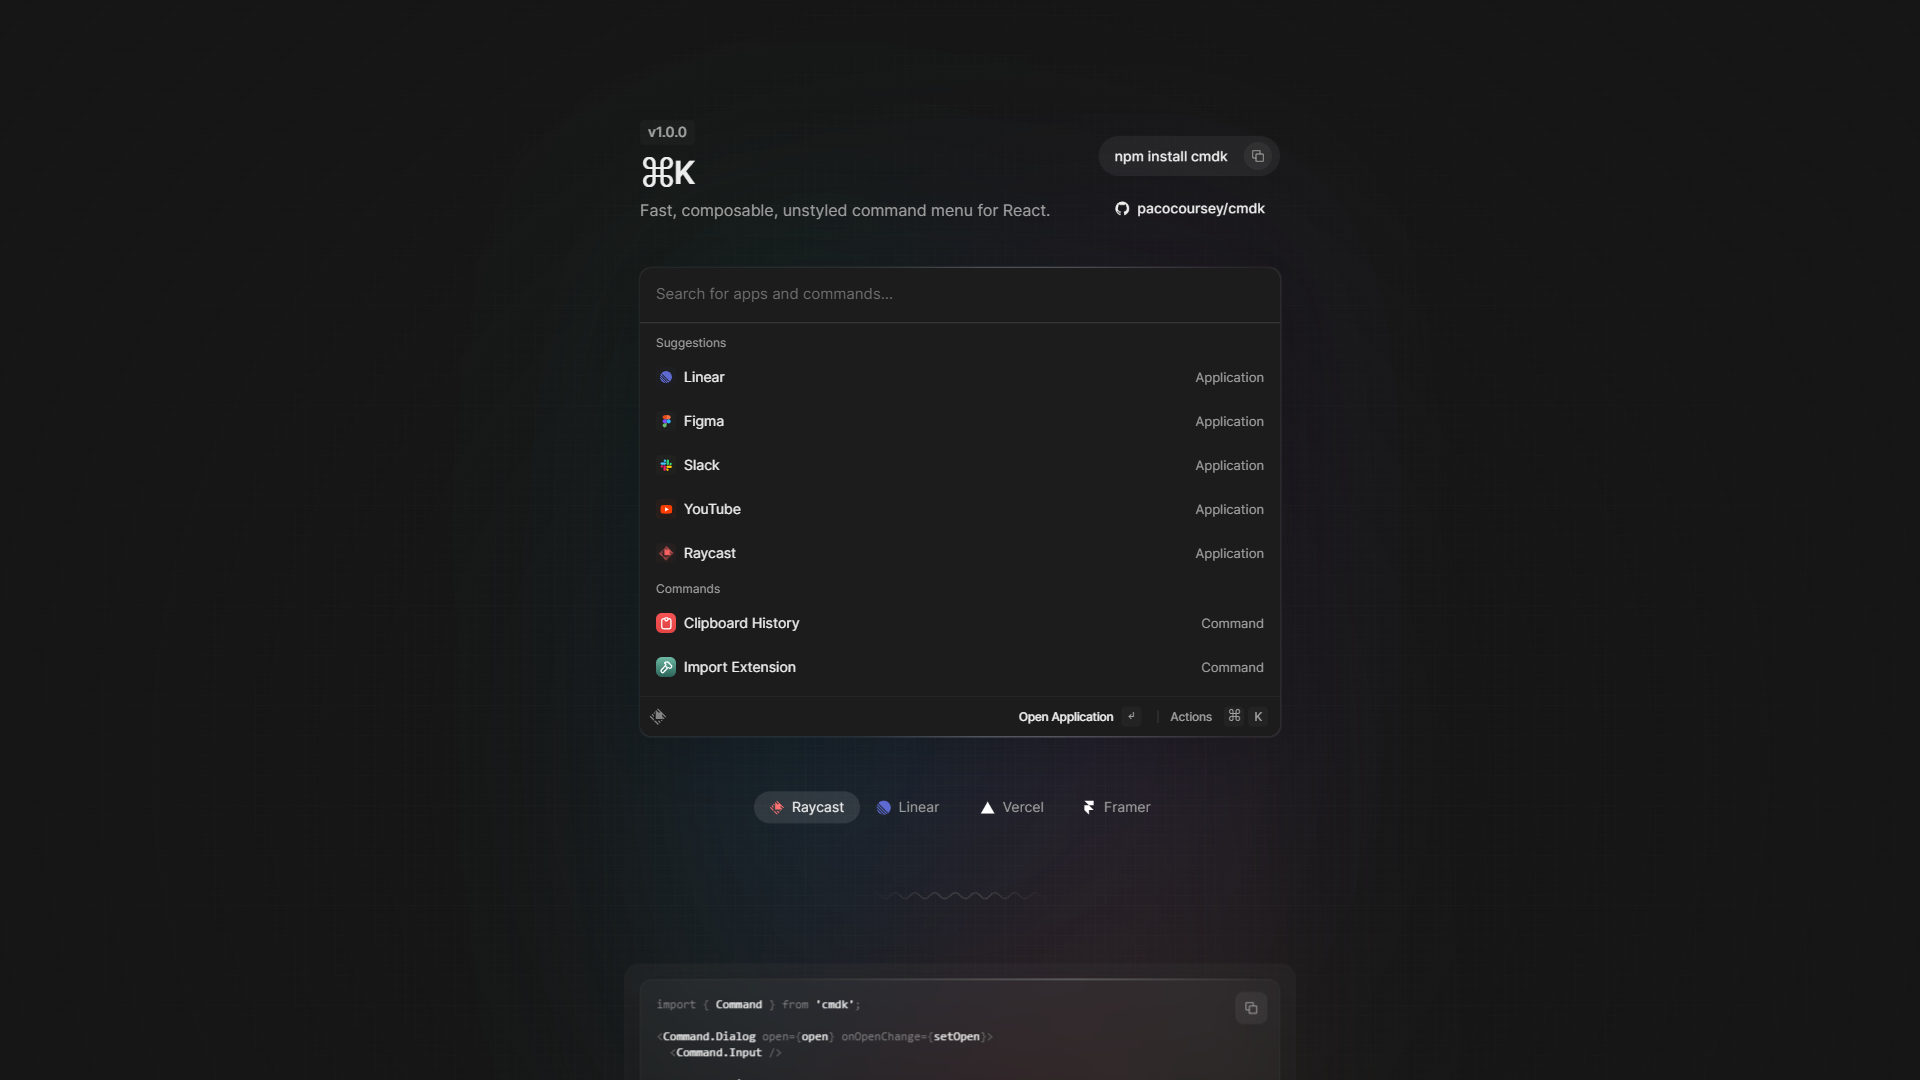 v1.0.0
⌘K
Fast, composable, unstyled command menu for React.
npm install cmdk
pacocoursey/cmdk
Search for apps and commands...
Suggestions
Linear Application
Figma Application
Slack Application
YouTube Application
Raycast Application
Commands
Clipboard History Command
Import Extension Command
Open Application ↵ Actions ⌘ K
Raycast Linear Vercel Framer
import { Command } from 'cmdk';
<Command.Dialog open={open} onOpenChange={setOpen}>
<Command.Input />